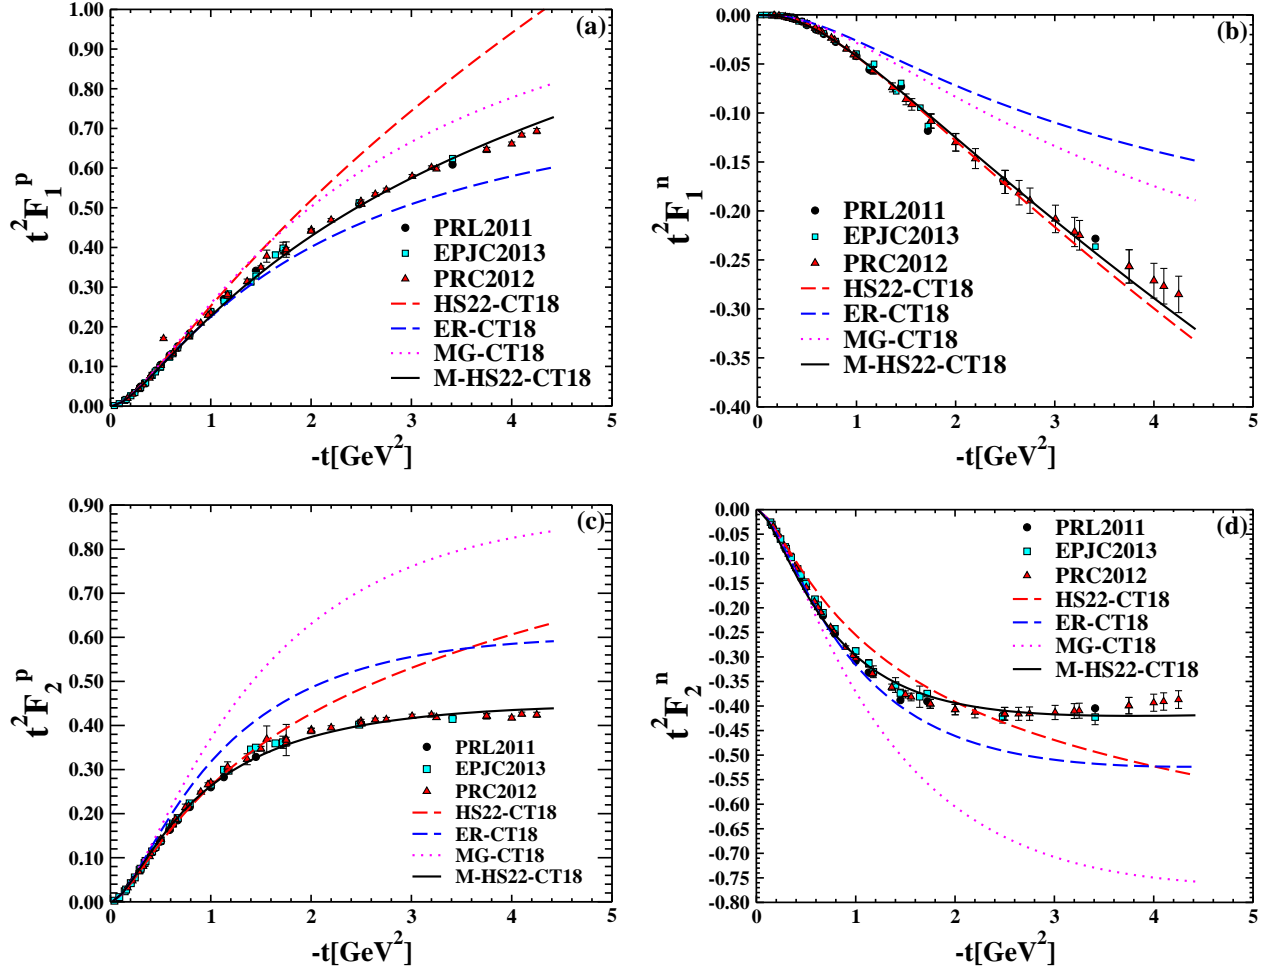 (a)
t²F₁ᵖ
1.00
0.90
0.80
0.70
0.60
0.50
0.40
0.30
0.20
0.10
0.00
PRL2011
EPJC2013
PRC2012
HS22-CT18
ER-CT18
MG-CT18
M-HS22-CT18
0 1 2 3 4 5
-t[GeV²]
(b)
t²F₁ⁿ
0.00
-0.05
-0.10
-0.15
-0.20
-0.25
-0.30
-0.35
-0.40
PRL2011
EPJC2013
PRC2012
HS22-CT18
ER-CT18
MG-CT18
M-HS22-CT18
0 1 2 3 4 5
-t[GeV²]
(c)
t²F₂ᵖ
0.90
0.80
0.70
0.60
0.50
0.40
0.30
0.20
0.10
0.00
PRL2011
EPJC2013
PRC2012
HS22-CT18
ER-CT18
MG-CT18
M-HS22-CT18
0 1 2 3 4 5
-t[GeV²]
(d)
t²F₂ⁿ
0.00
-0.05
-0.10
-0.15
-0.20
-0.25
-0.30
-0.35
-0.40
-0.45
-0.50
-0.55
-0.60
-0.65
-0.70
-0.75
-0.80
PRL2011
EPJC2013
PRC2012
HS22-CT18
ER-CT18
MG-CT18
M-HS22-CT18
0 1 2 3 4 5
-t[GeV²]